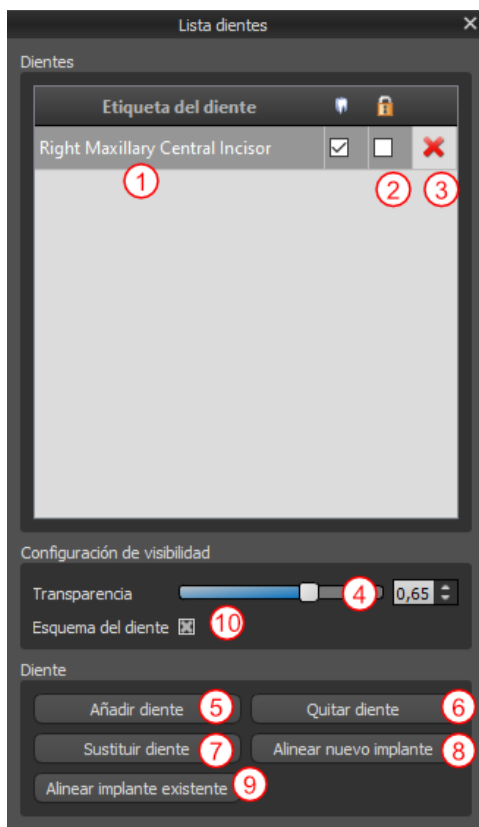 Lista dientes
Dientes
Etiqueta del diente
Right Maxillary Central Incisor
1
2 3
Configuración de visibilidad
Transparencia 4 0,65
Esquema del diente 10
Diente
Añadir diente 5 Quitar diente 6
Sustituir diente 7 Alinear nuevo implante 8
Alinear implante existente 9